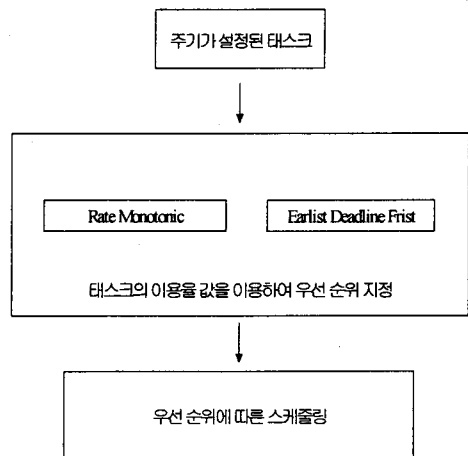 주기가 설정된 태스크
Rate Monotonic
Earlist Deadline Frist
태스크의 이용율 값을 이용하여 우선 순위 지정
우선 순위에 따른 스케줄링